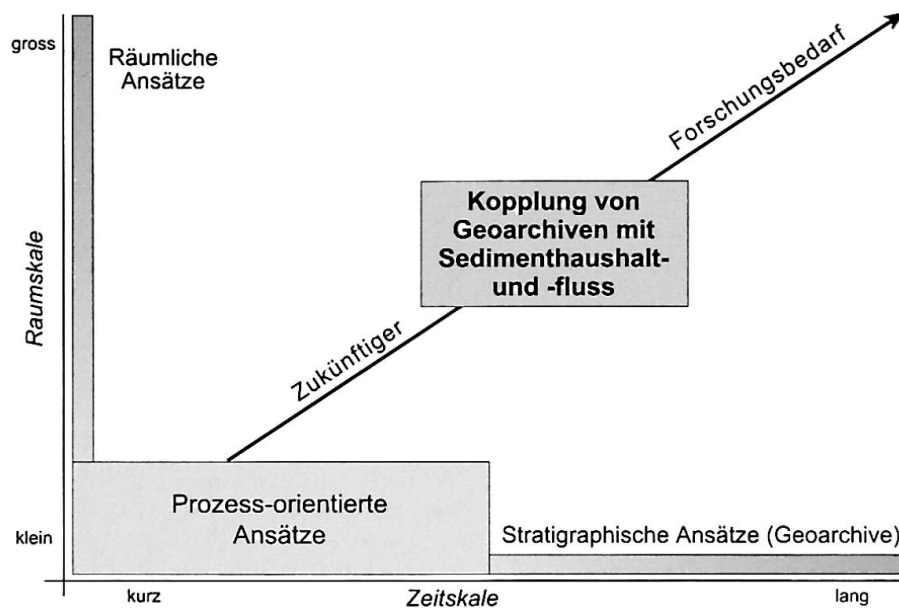 gross
Räumliche
Ansätze
Forschungsbedarf
Kopplung von
Geoarchiven mit
Sedimenthaushalt-
und -fluss
Raumskale
Zukünftiger
Prozess-orientierte
Ansätze
klein
Stratigraphische Ansätze (Geoarchive)
kurz
Zeitskale
lang